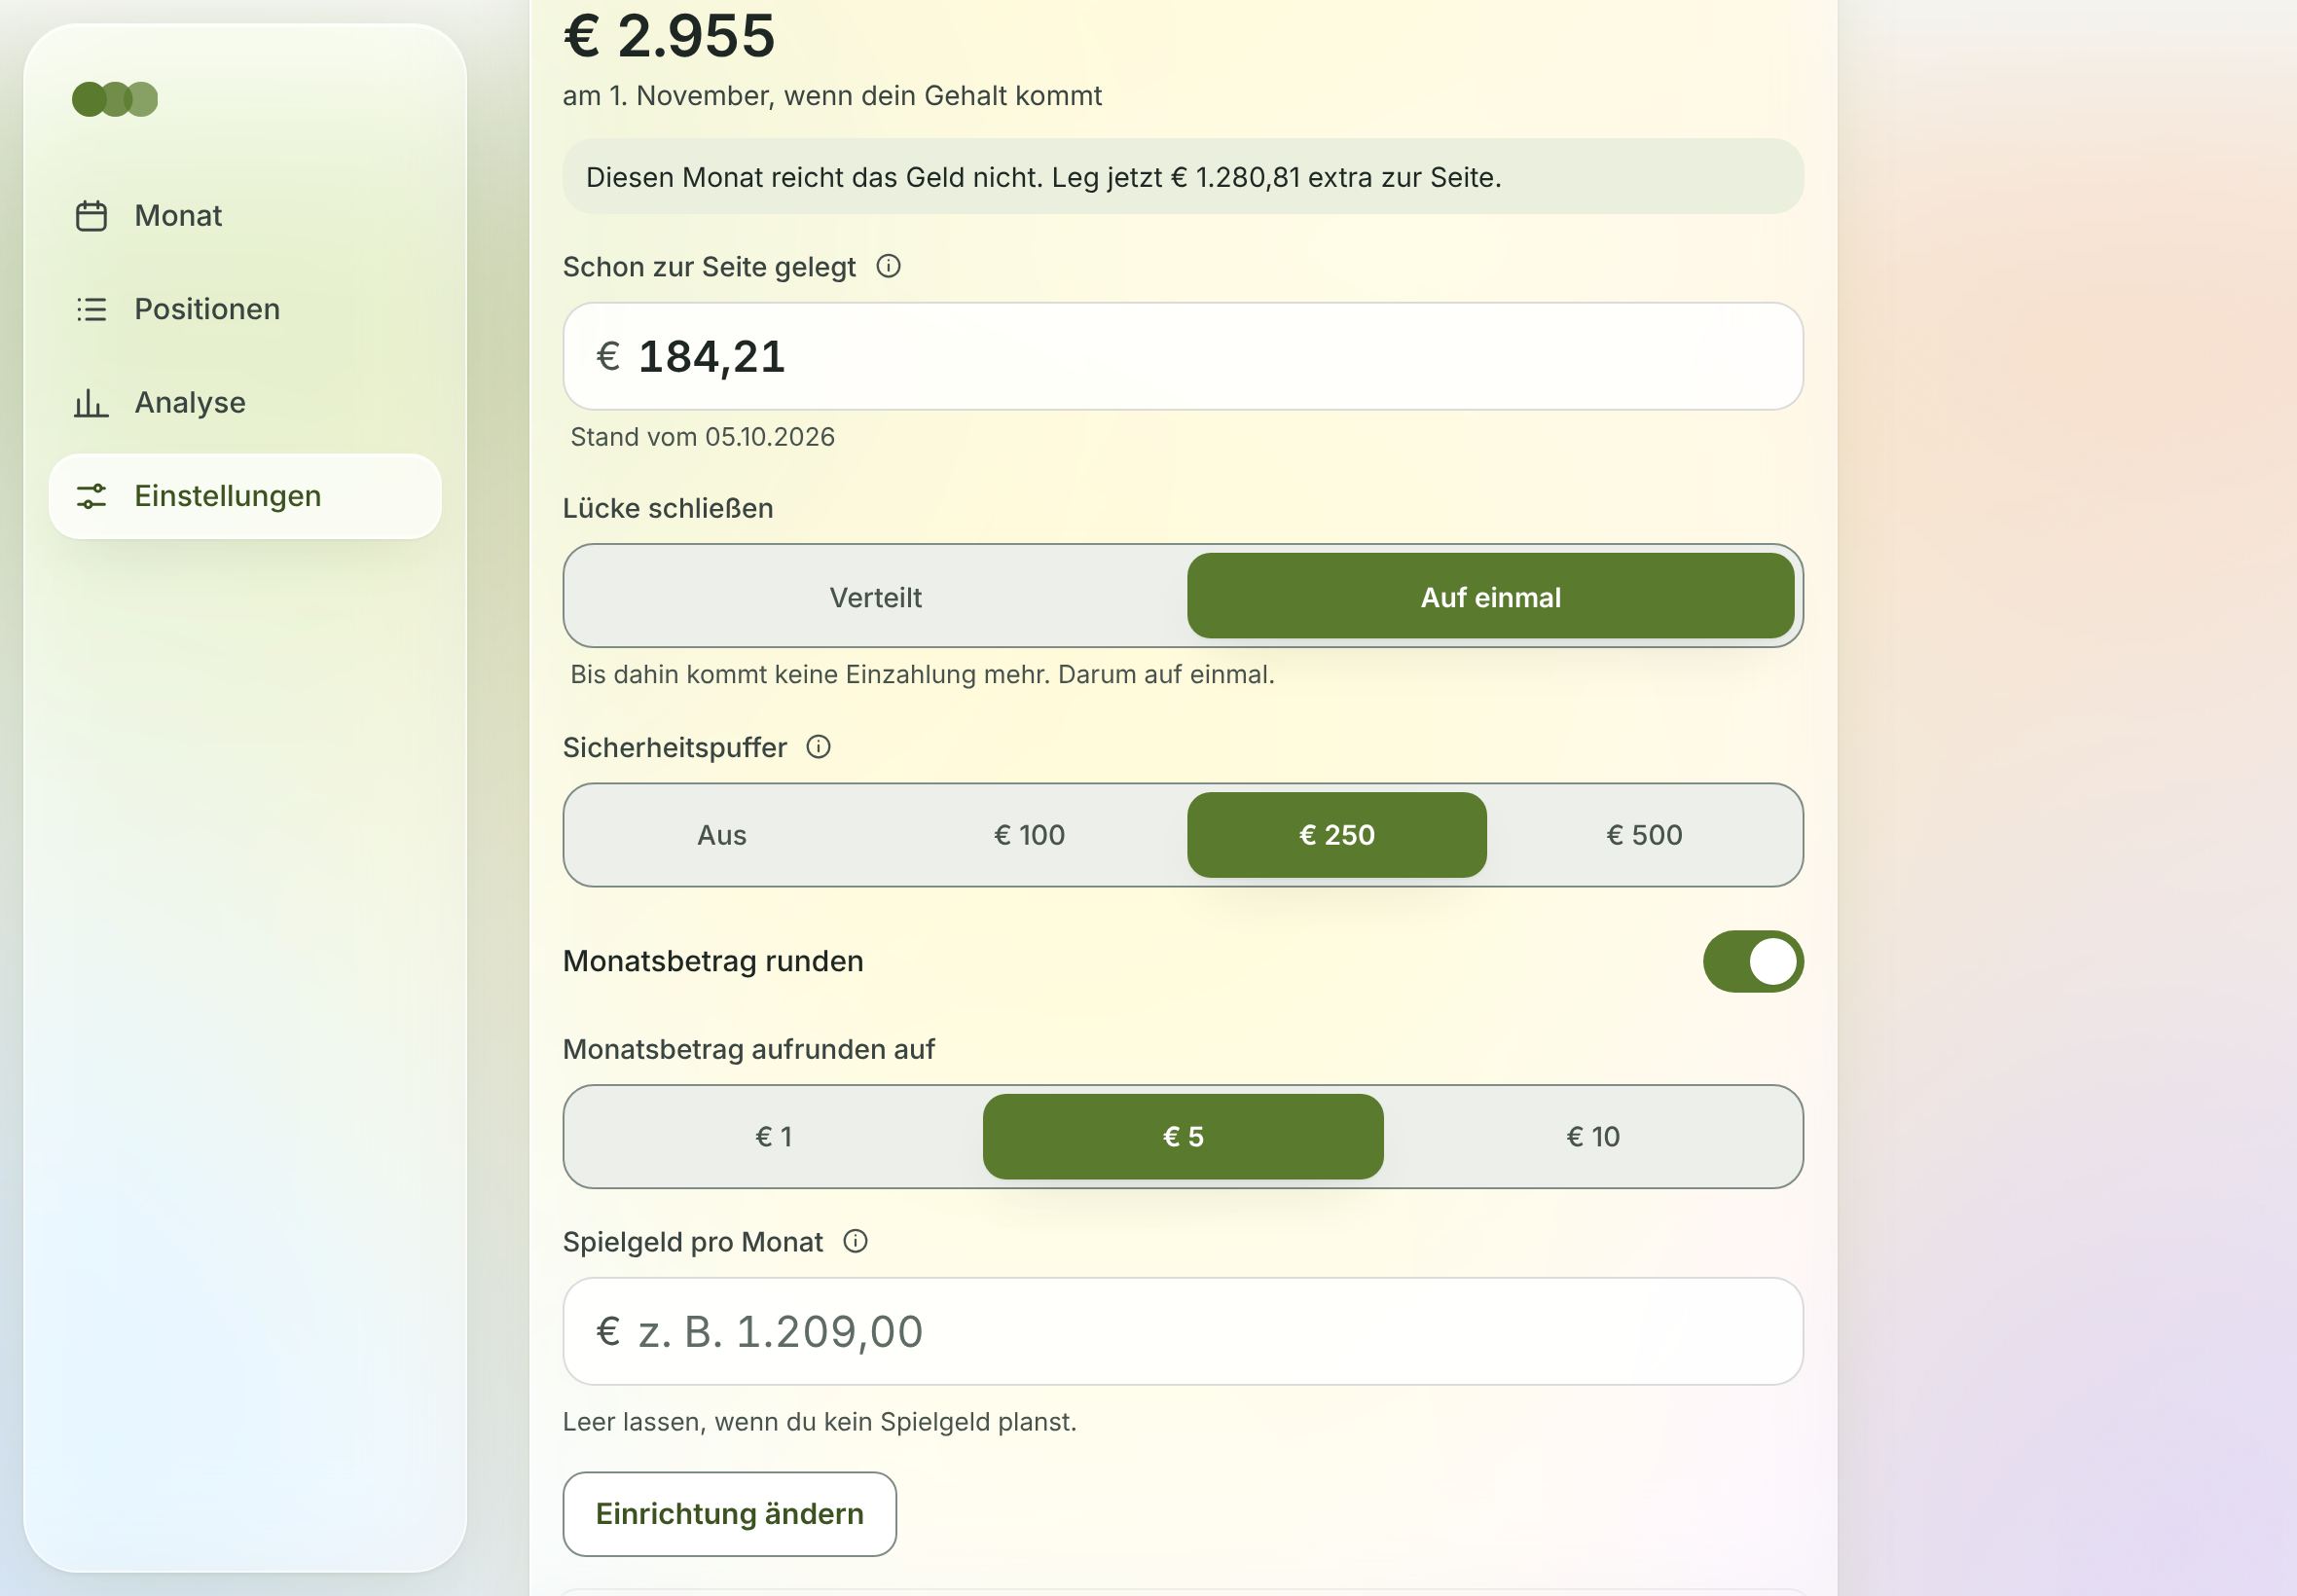 Monat
Positionen
Analyse
Einstellungen
€ 2.955
am 1. November, wenn dein Gehalt kommt
Diesen Monat reicht das Geld nicht. Leg jetzt € 1.280,81 extra zur Seite.
Schon zur Seite gelegt
€ 184,21
Stand vom 05.10.2026
Lücke schließen
Verteilt Auf einmal
Bis dahin kommt keine Einzahlung mehr. Darum auf einmal.
Sicherheitspuffer
Aus € 100 € 250 € 500
Monatsbetrag runden
Monatsbetrag aufrunden auf
€ 1 € 5 € 10
Spielgeld pro Monat
€ z. B. 1.209,00
Leer lassen, wenn du kein Spielgeld planst.
Einrichtung ändern